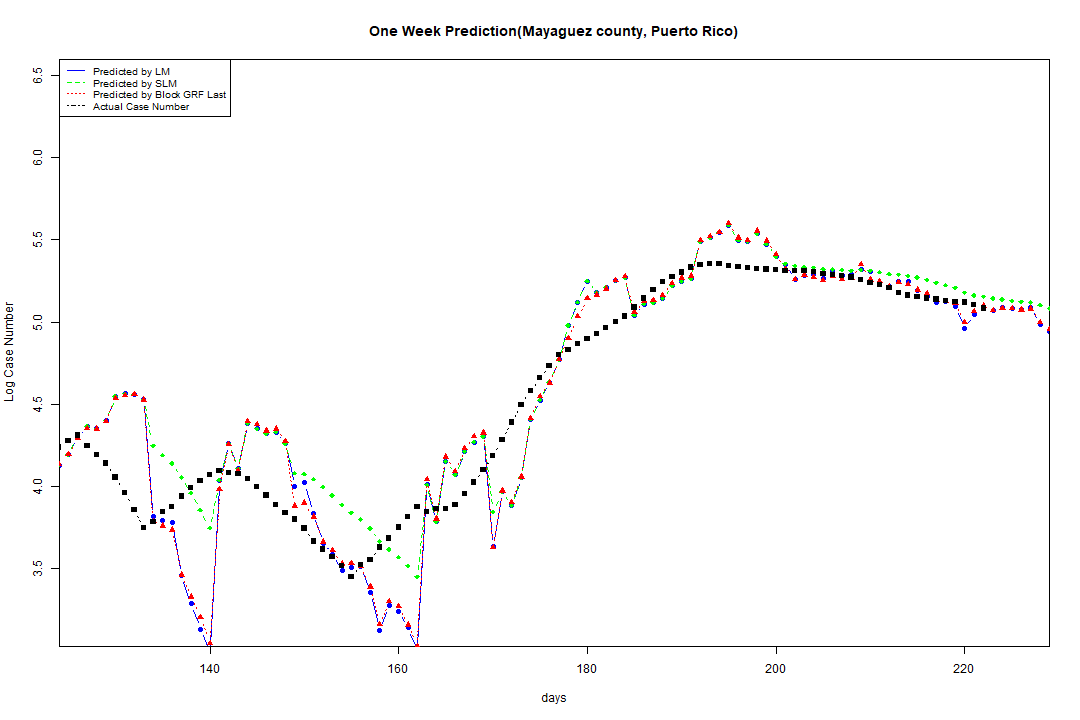 One Week Prediction(Mayaguez county, Puerto Rico)
Predicted by LM
Predicted by SLM
Predicted by Block GRF Last
Actual Case Number
Log Case Number
6.5
6.0
5.5
5.0
4.5
4.0
3.5
140 160 180 200 220
days